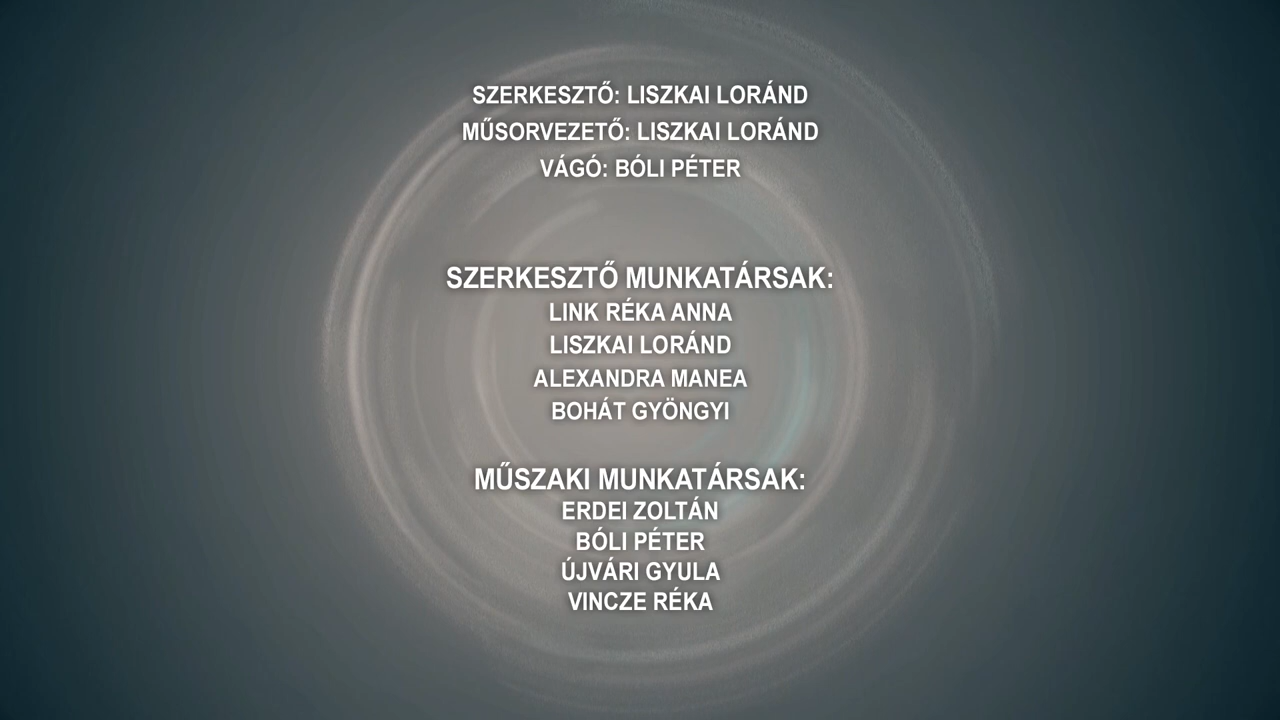 SZERKESZTŐ: LISZKAI LORÁND
MŰSORVEZETŐ: LISZKAI LORÁND
VÁGÓ: BÓLI PÉTER
SZERKESZTŐ MUNKATÁRSAK:
LINK RÉKA ANNA
LISZKAI LORÁND
ALEXANDRA MANEA
BOHÁT GYÖNGYI
MŰSZAKI MUNKATÁRSAK:
ERDEI ZOLTÁN
BÓLI PÉTER
ÚJVÁRI GYULA
VINCZE RÉKA